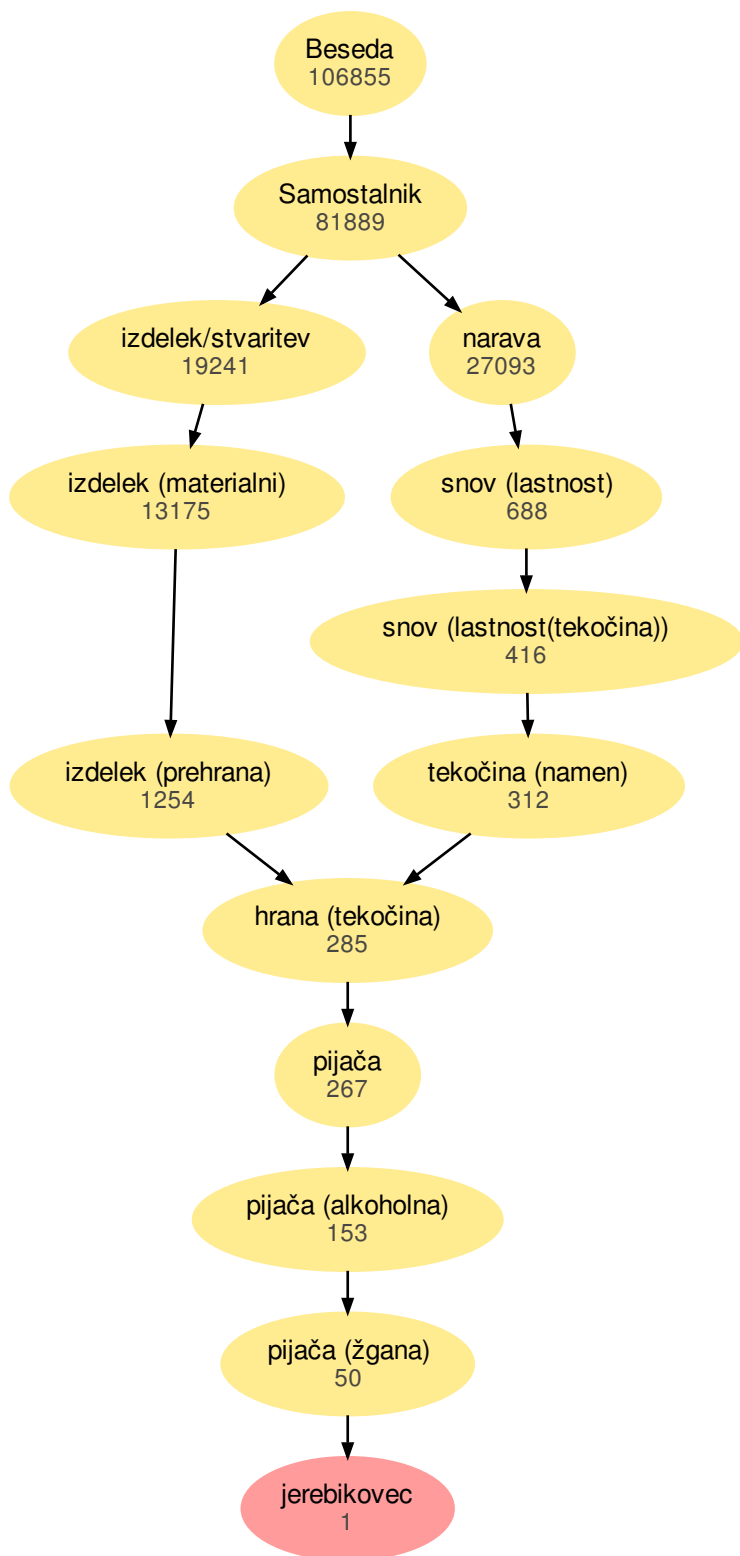 Beseda
106855
Samostalnik
81889
izdelek/stvaritev
19241
narava
27093
izdelek (materialni)
13175
snov (lastnost)
688
snov (lastnost(tekočina))
416
izdelek (prehrana)
1254
tekočina (namen)
312
hrana (tekočina)
285
pijača
267
pijača (alkoholna)
153
pijača (žgana)
50
jerebikovec
1